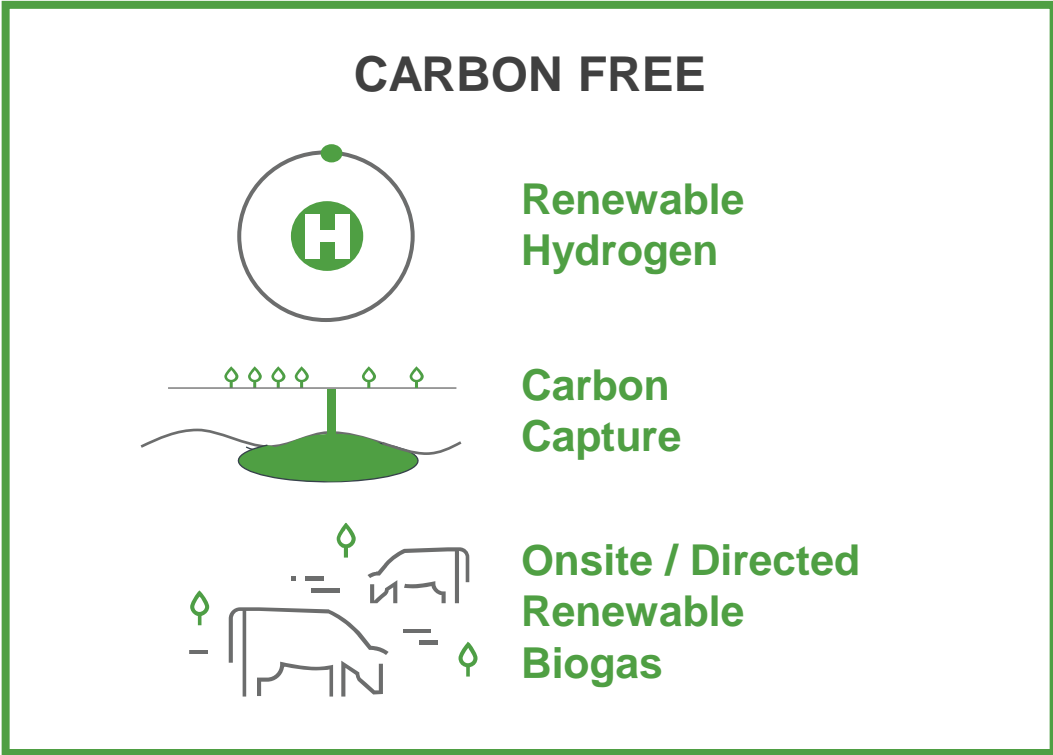 CARBON FREE
H
Renewable
Hydrogen
Carbon
Capture
Onsite / Directed
Renewable
Biogas